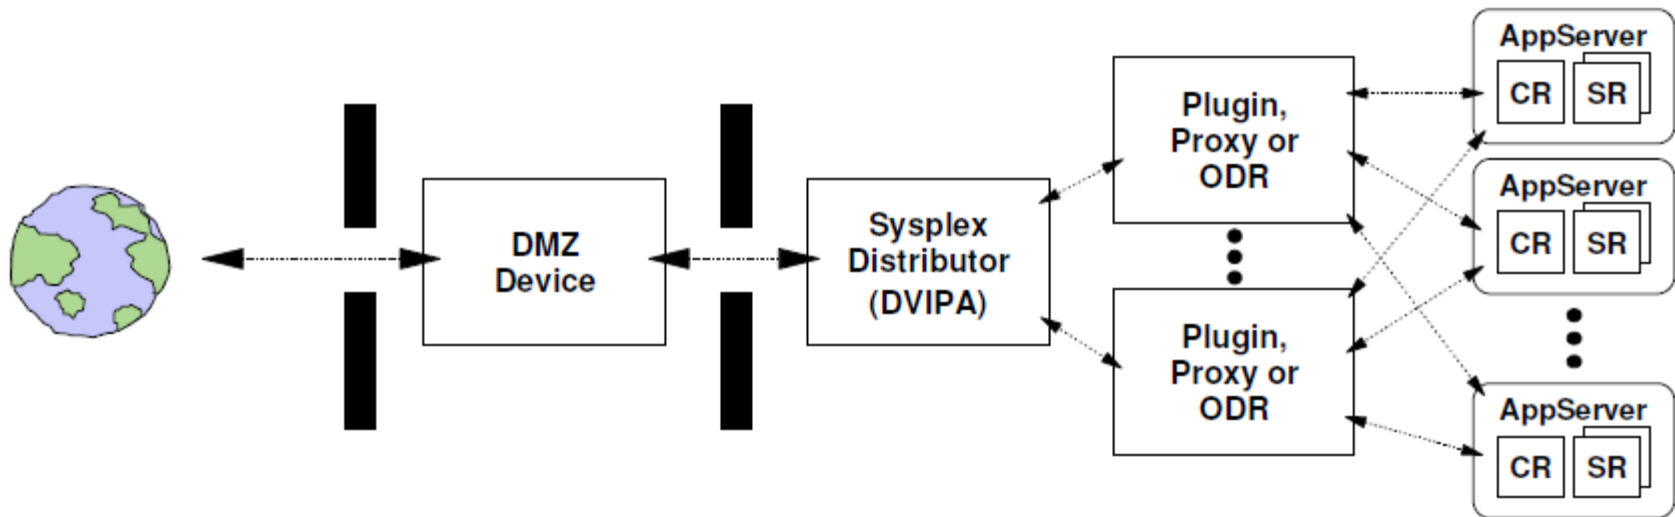 DMZ
Device
Sysplex
Distributor
(DVIPA)
Plugin,
Proxy or
ODR
Plugin,
Proxy or
ODR
AppServer
CR
SR
AppServer
CR
SR
AppServer
CR
SR